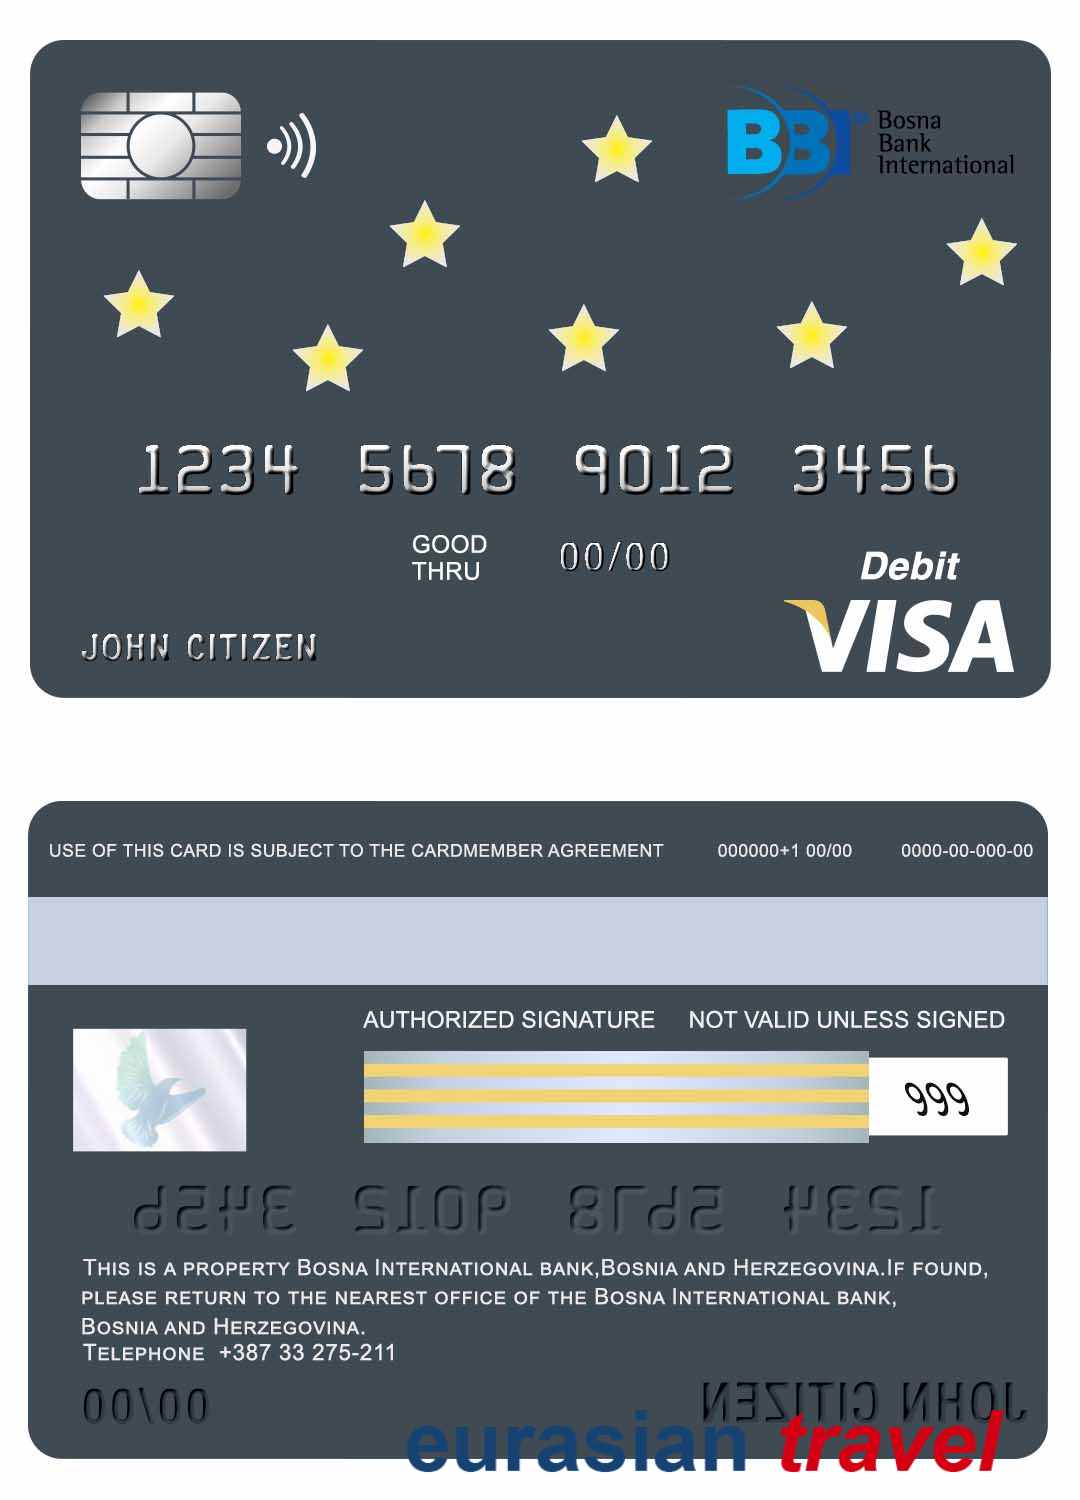 BBI
Bosna
Bank
International
1234 5678 9012 3456
GOOD
THRU
00/00
Debit
JOHN CITIZEN
VISA
USE OF THIS CARD IS SUBJECT TO THE CARDMEMBER AGREEMENT 000000+1 00/00 0000-00-000-00
AUTHORIZED SIGNATURE NOT VALID UNLESS SIGNED
999
1234 5678 9012 3456
THIS IS A PROPERTY BOSNA INTERNATIONAL BANK,BOSNIA AND HERZEGOVINA.IF FOUND,
PLEASE RETURN TO THE NEAREST OFFICE OF THE BOSNA INTERNATIONAL BANK,
BOSNIA AND HERZEGOVINA.
TELEPHONE +387 33 275-211
00/00
JOHN CITIZEN
eurasian travel